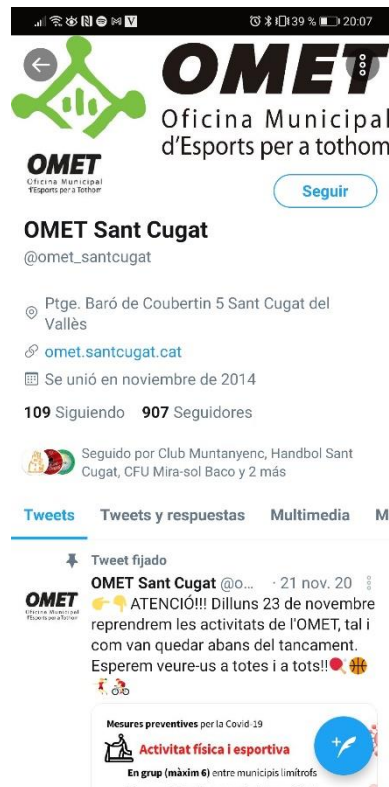 39 % 20:07
OMET
Oficina Municipal
d'Esports per a tothom
OMET
Oficina Municipal
d'Esports per a Tothom
Seguir
OMET Sant Cugat
@omet_santcugat
Ptge. Baró de Coubertin 5 Sant Cugat del
Vallès
omet.santcugat.cat
Se unió en noviembre de 2014
109 Siguiendo 907 Seguidores
Seguido por Club Muntanyenc, Handbol Sant
Cugat, CFU Mira-sol Baco y 2 más
Tweets Tweets y respuestas Multimedia M
Tweet fijado
OMET Sant Cugat @o... · 21 nov. 20
OMET
👉👇ATENCIÓ!!! Dilluns 23 de novembre
reprendrem les activitats de l'OMET, tal i
com van quedar abans del tancament.
Esperem veure-us a totes i a tots!!🏓🏀
🤾🚴
Mesures preventives per la Covid-19
Activitat física i esportiva
En grup (màxim 6) entre municipis limítrofs